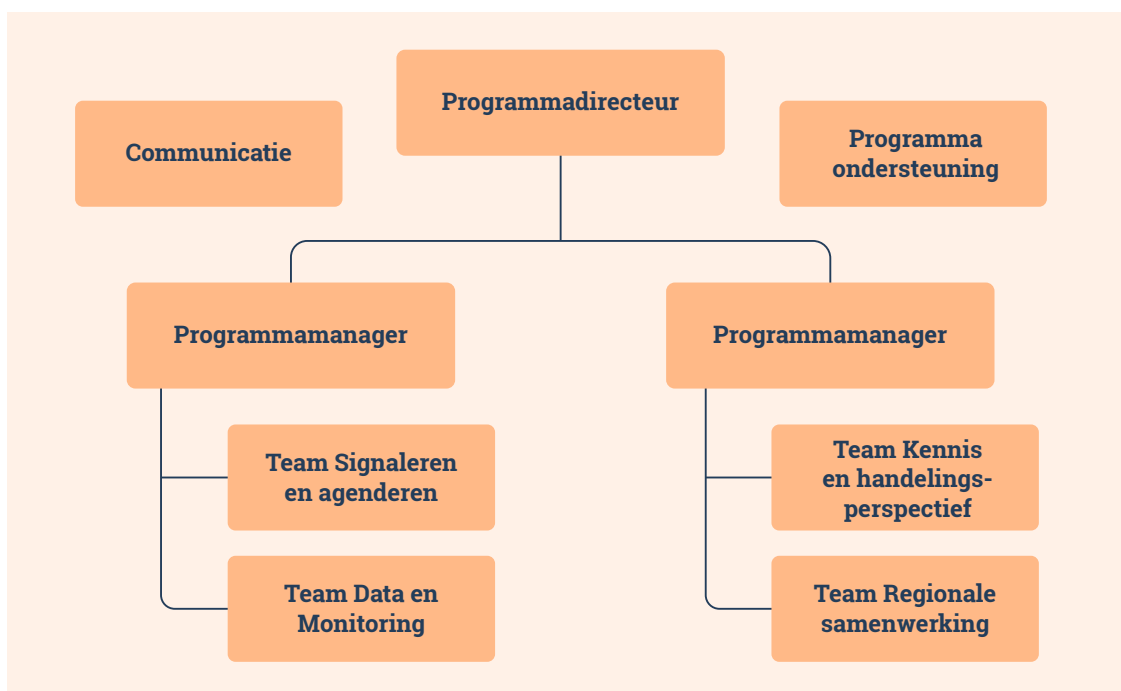 Programmadirecteur
Communicatie
Programma
ondersteuning
Programmamanager
Programmamanager
Team Signaleren
en agenderen
Team Kennis
en handelings-
perspectief
Team Data en
Monitoring
Team Regionale
samenwerking